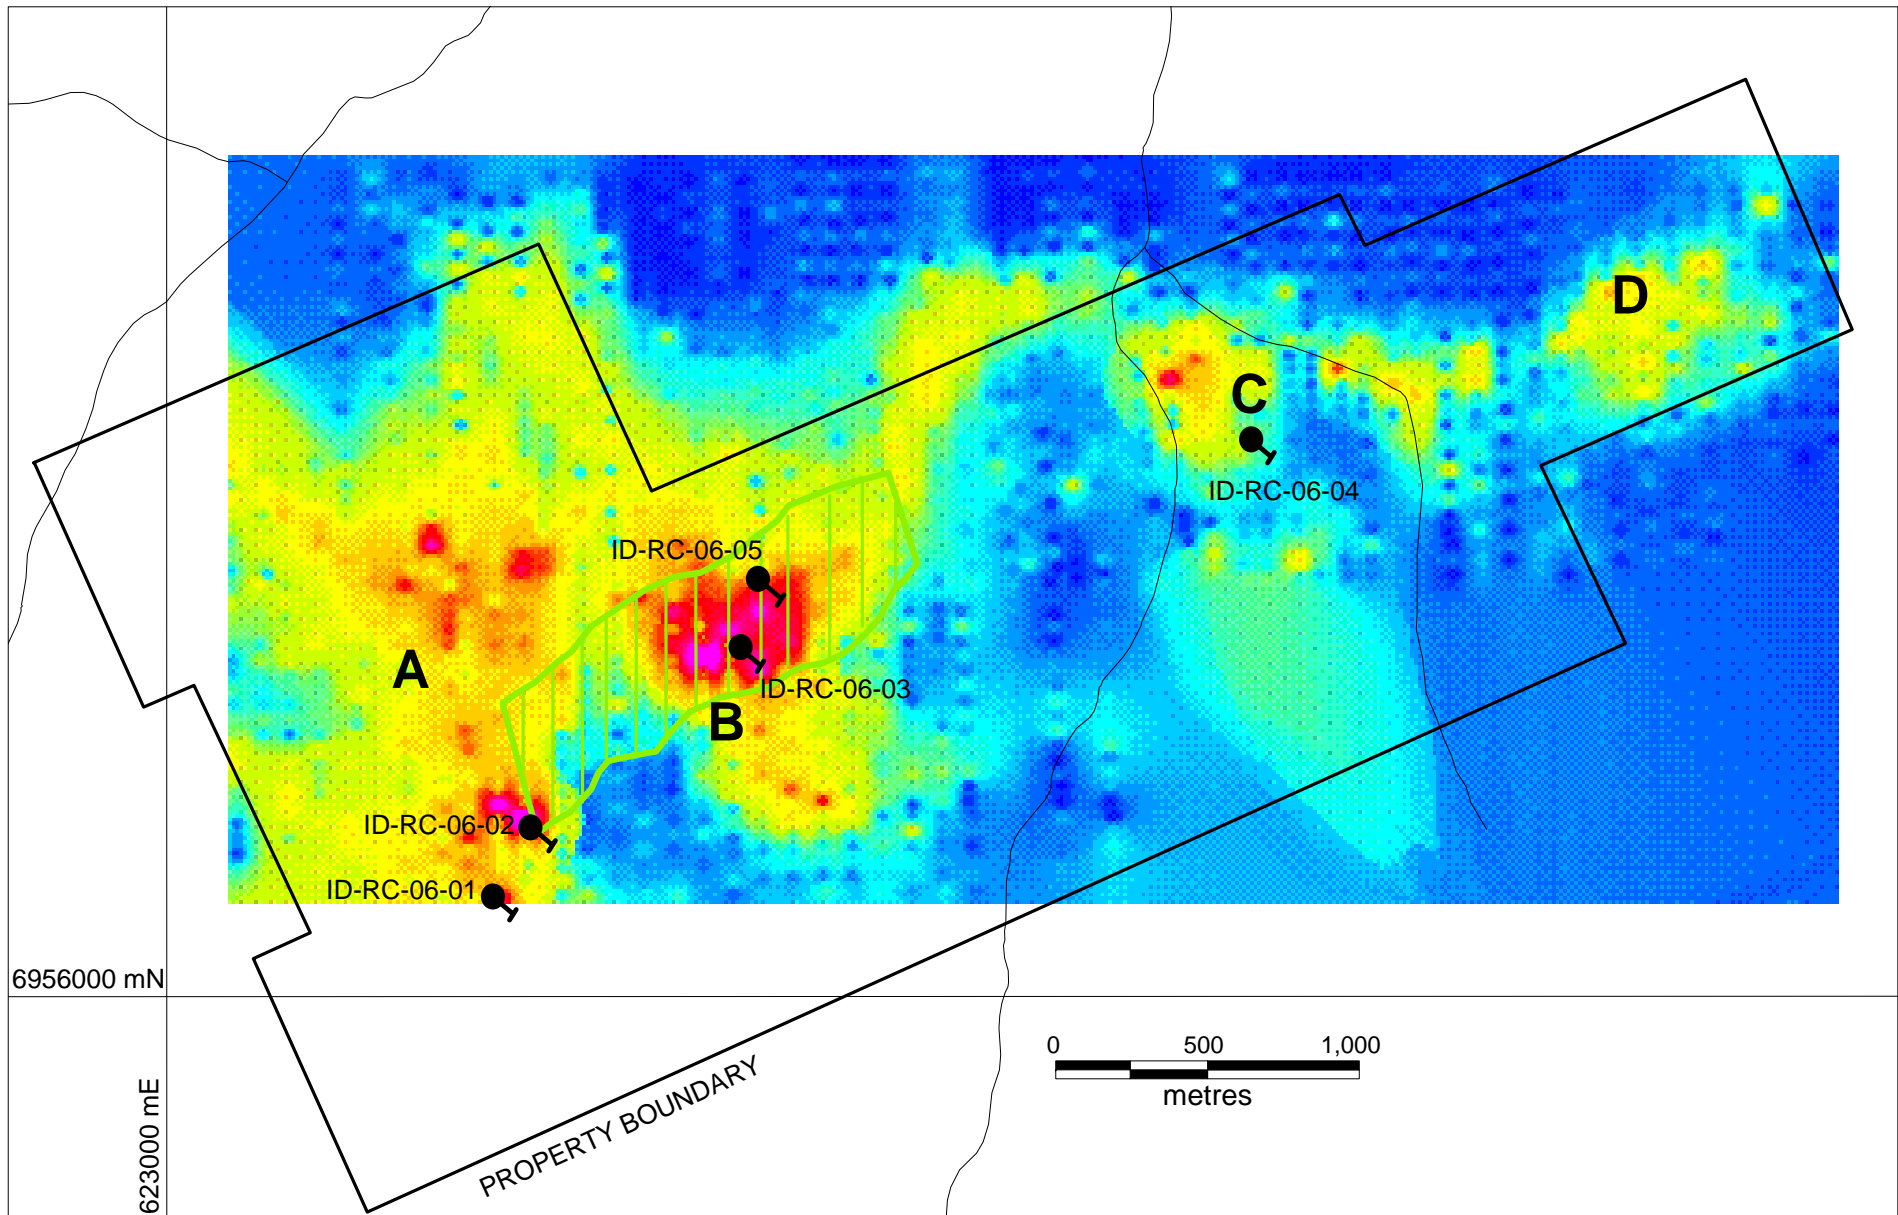 D
C
ID-RC-06-04
ID-RC-06-05
A
ID-RC-06-03
B
ID-RC-06-02
ID-RC-06-01
6956000 mN
0 500 1,000
metres
623000 mE
PROPERTY BOUNDARY